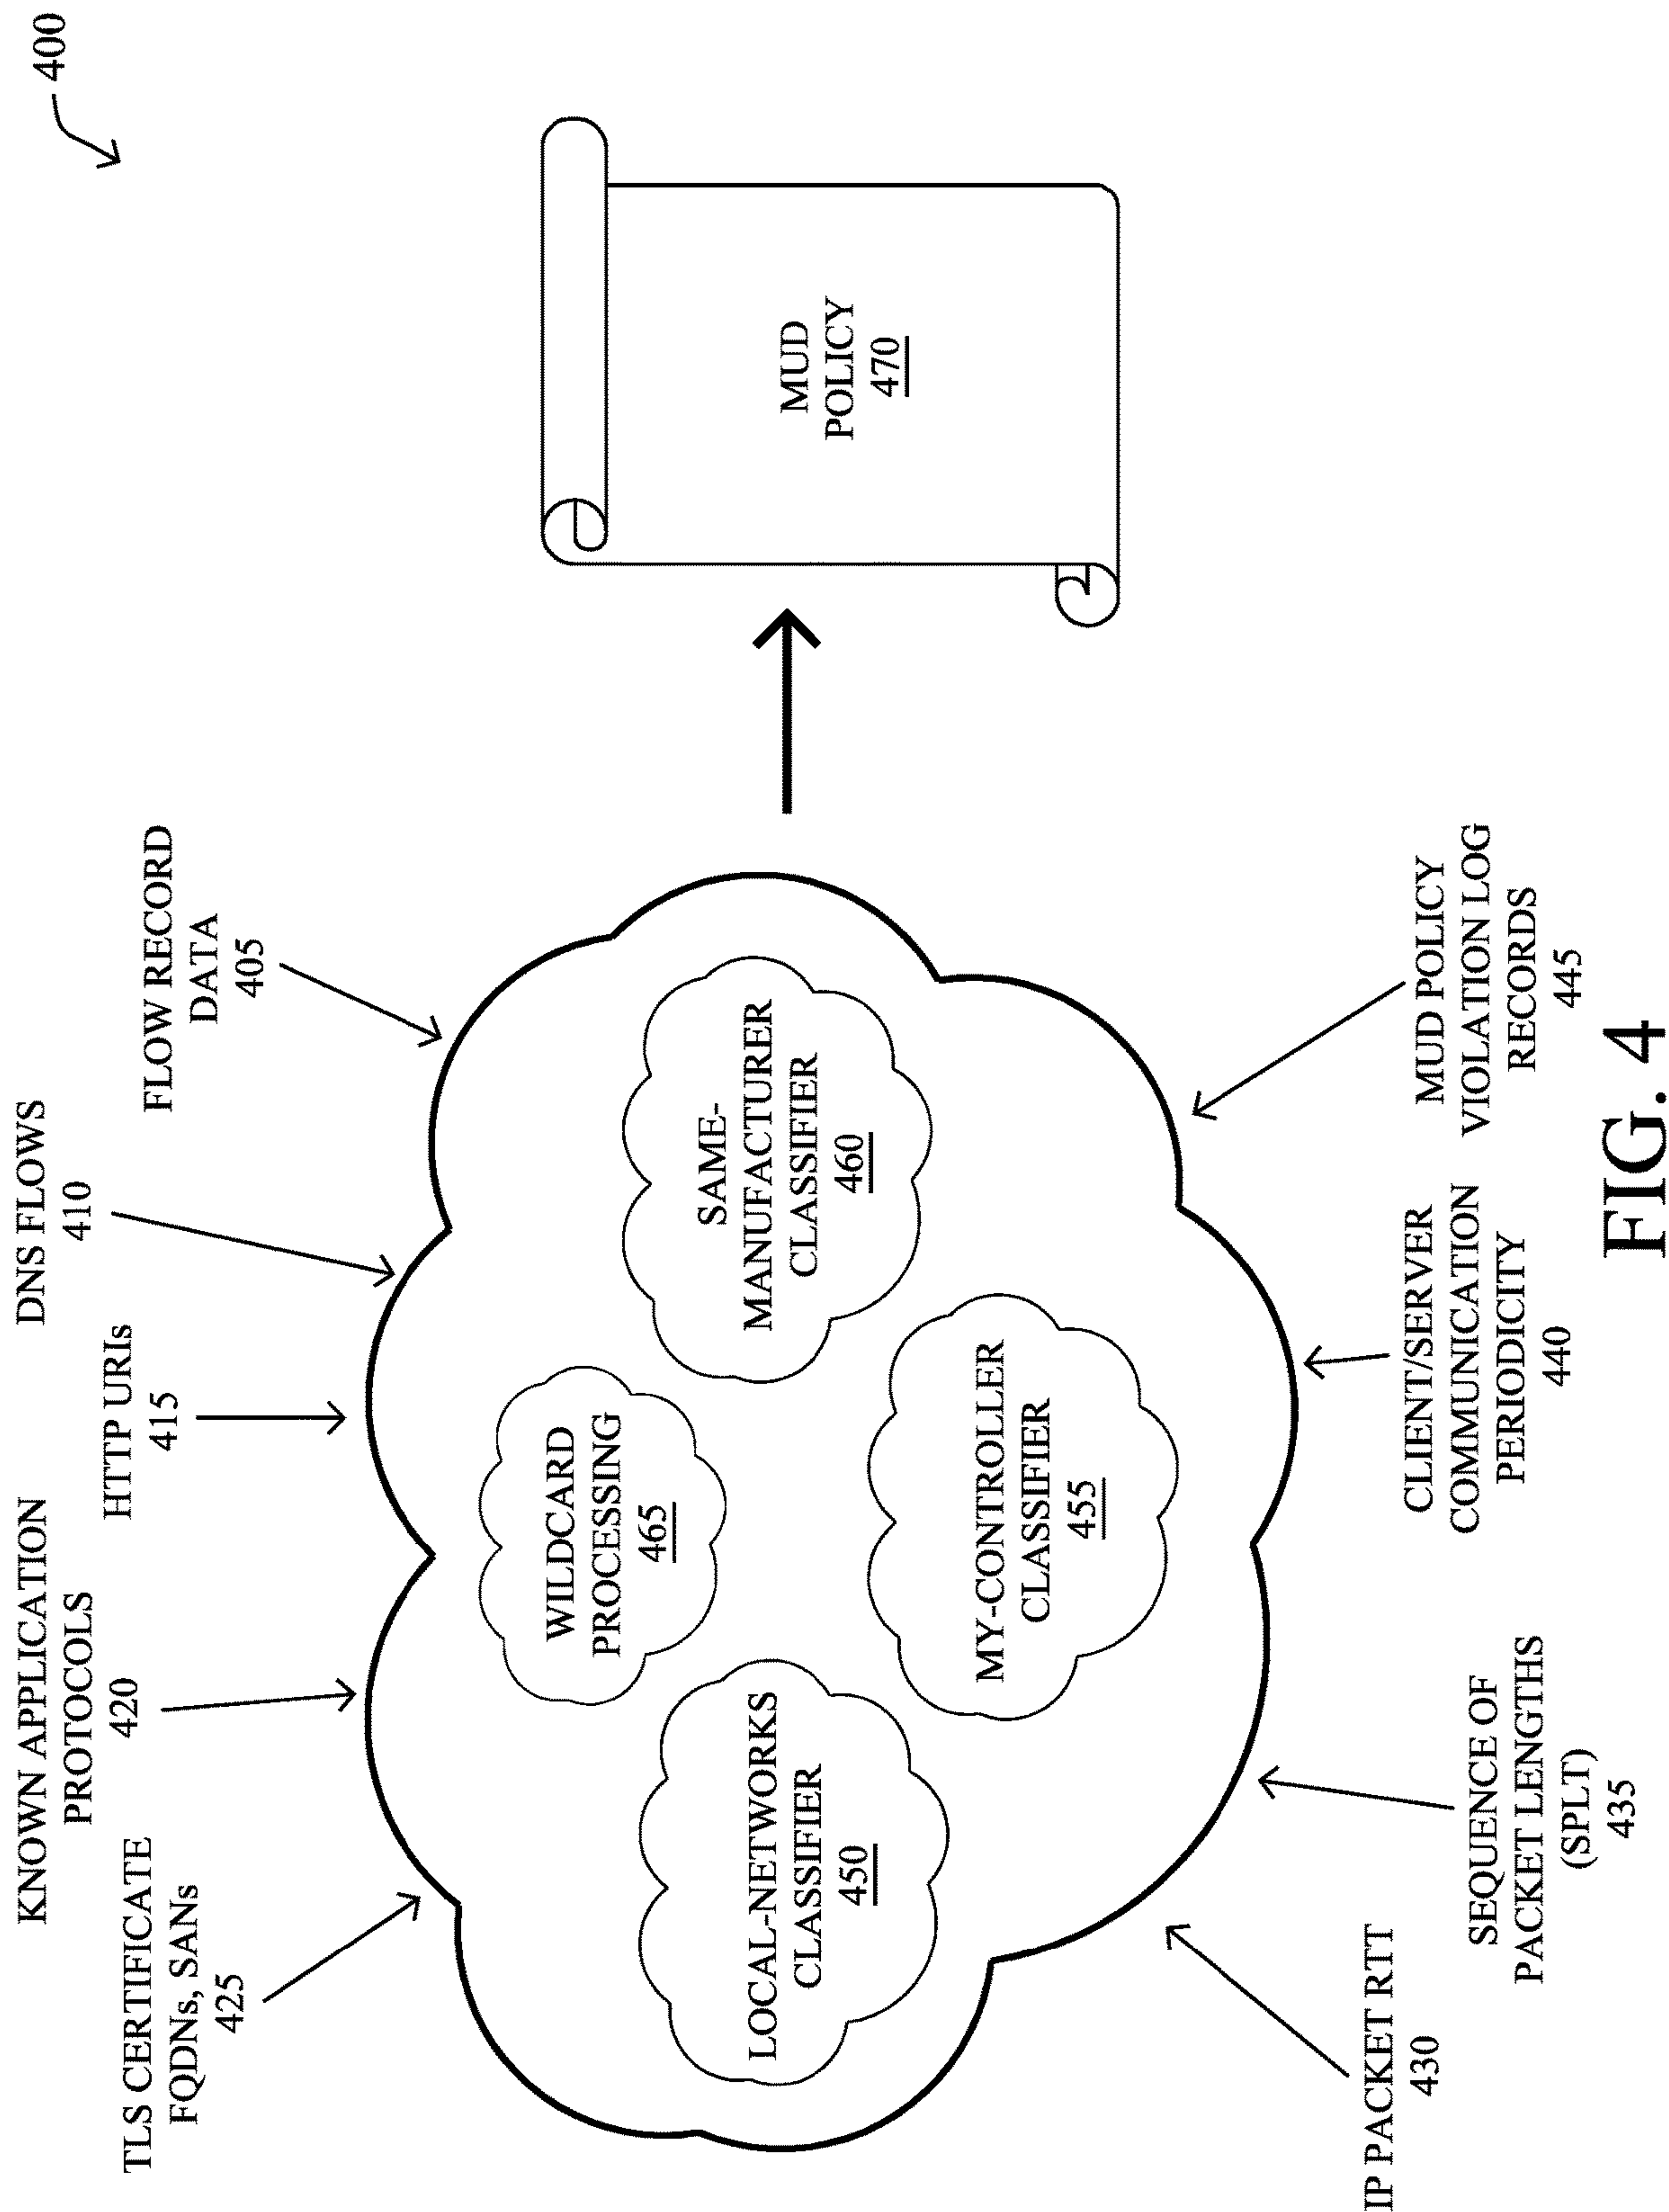 400
TLS CERTIFICATE
FQDNs, SANs
425
KNOWN APPLICATION
PROTOCOLS
420
HTTP URIs
415
DNS FLOWS
410
FLOW RECORD
DATA
405
WILDCARD
PROCESSING
465
LOCAL-NETWORKS
CLASSIFIER
450
SAME-
MANUFACTURER
CLASSIFIER
460
MY-CONTROLLER
CLASSIFIER
455
MUD
POLICY
470
IP PACKET RTT
430
SEQUENCE OF
PACKET LENGTHS
(SPLT)
435
CLIENT/SERVER
COMMUNICATION
PERIODICITY
440
MUD POLICY
VIOLATION LOG
RECORDS
445
FIG. 4